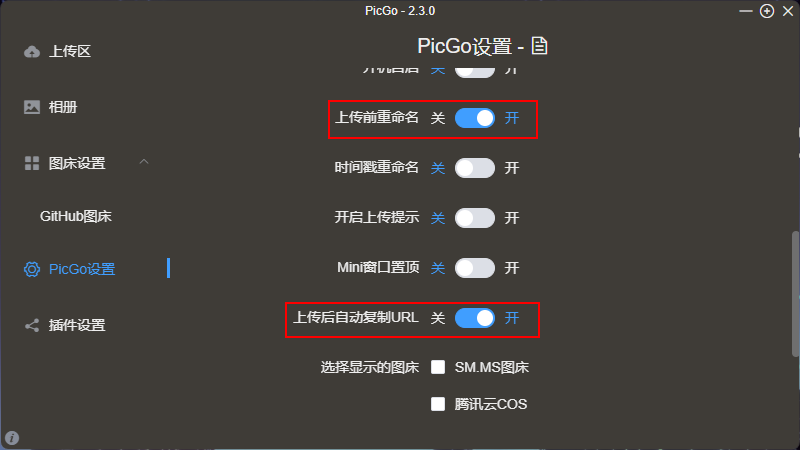 PicGo - 2.3.0
PicGo设置 -
上传区
相册
图床设置
GitHub图床
PicGo设置
插件设置
开机自启 关 开
上传前重命名 关 开
时间戳重命名 关 开
开启上传提示 关 开
Mini窗口置顶 关 开
上传后自动复制URL 关 开
选择显示的图床 SM.MS图床
腾讯云COS